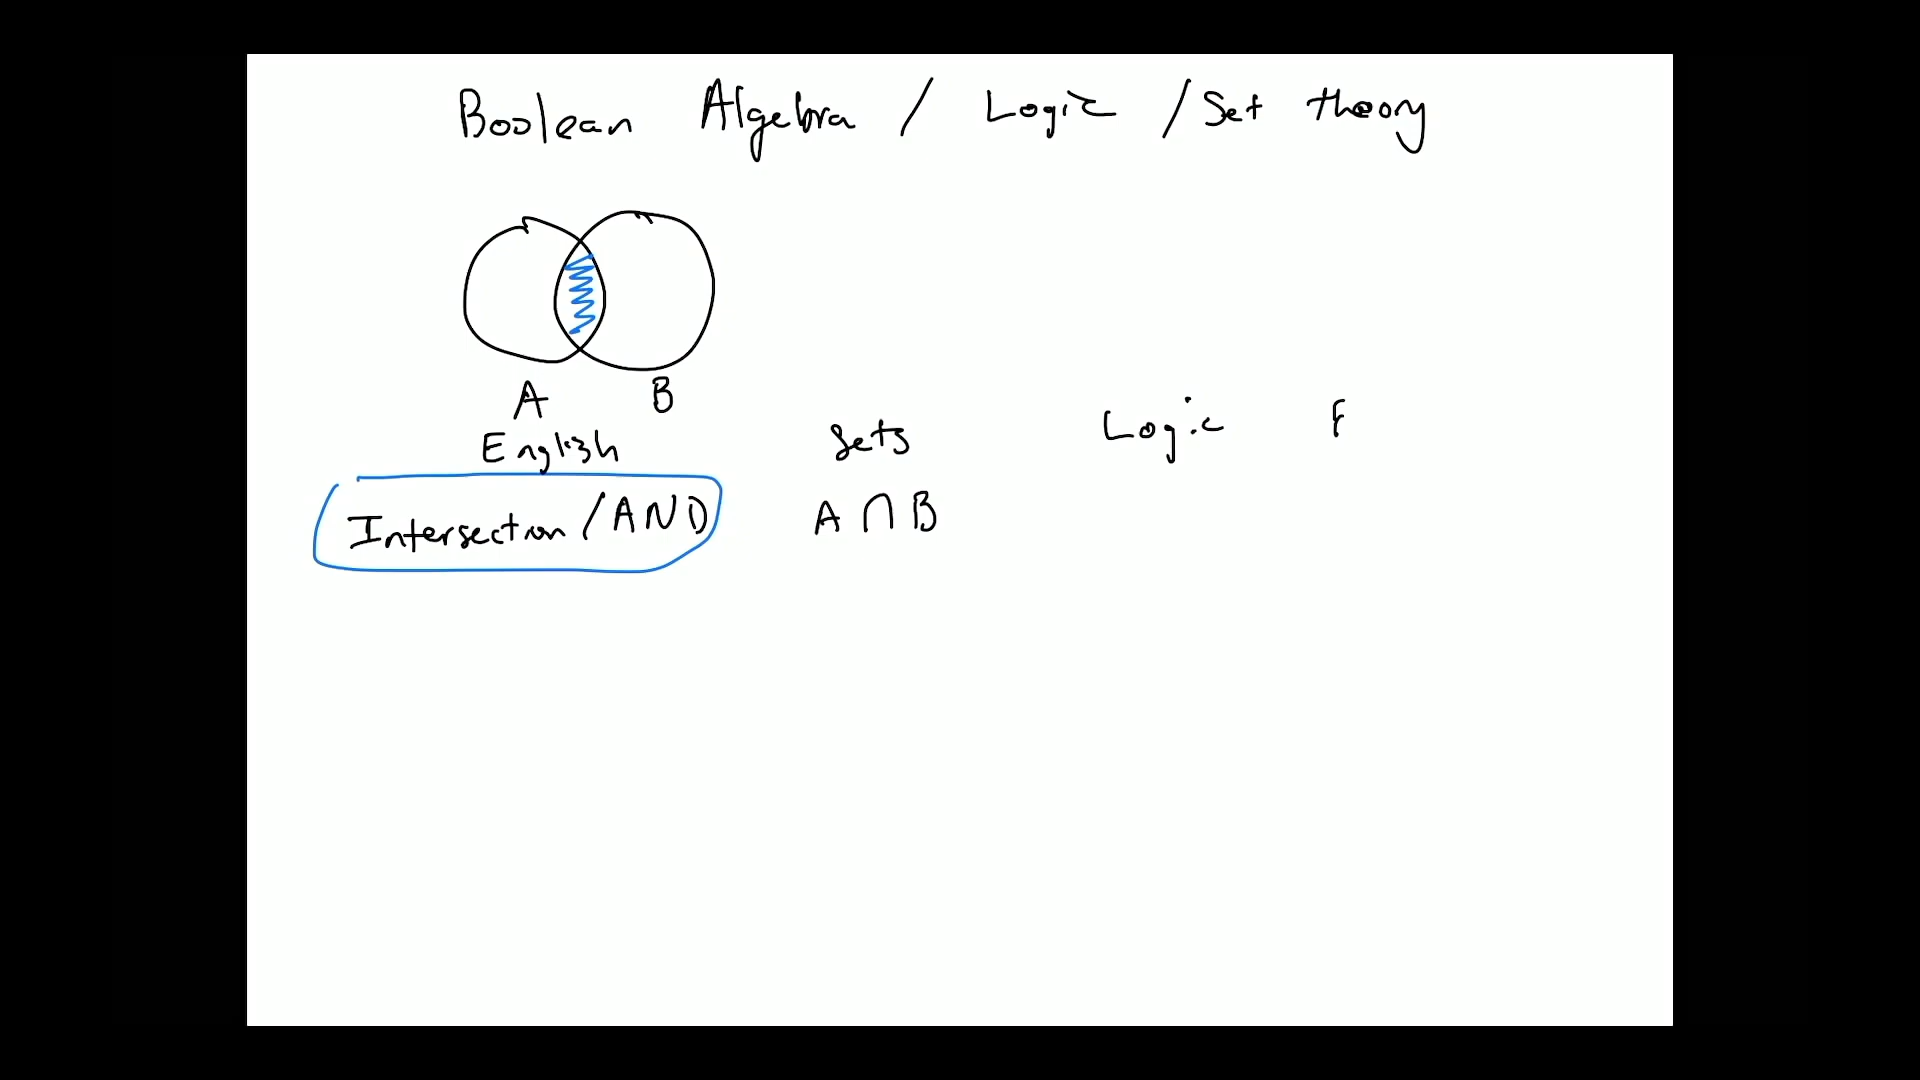 Boolean Algebra / Logic / Set theory
A B
English Sets Logic
Intersection / AND A ∩ B